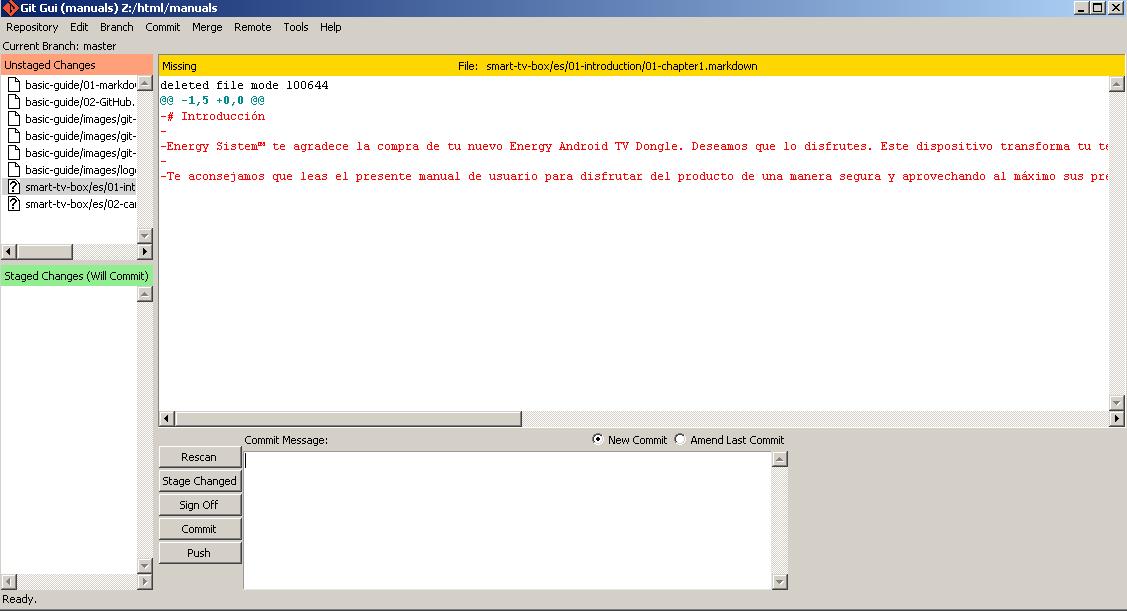 Git Gui (manuals) Z:/html/manuals
Repository Edit Branch Commit Merge Remote Tools Help
Current Branch: master
Unstaged Changes
basic-guide/01-markdo
basic-guide/02-GitHub.
basic-guide/images/git-
basic-guide/images/git-
basic-guide/images/git-
basic-guide/images/logo
smart-tv-box/es/01-int
smart-tv-box/es/02-car
Staged Changes (Will Commit)
Missing File: smart-tv-box/es/01-introduction/01-chapter1.markdown
deleted file mode 100644
@@ -1,5 +0,0 @@
-# Introducción
-
-Energy Sistem™ te agradece la compra de tu nuevo Energy Android TV Dongle. Deseamos que lo disfrutes. Este dispositivo transforma tu te
-
-Te aconsejamos que leas el presente manual de usuario para disfrutar del producto de una manera segura y aprovechando al máximo sus pre
Commit Message: New Commit Amend Last Commit
Rescan
Stage Changed
Sign Off
Commit
Push
Ready.